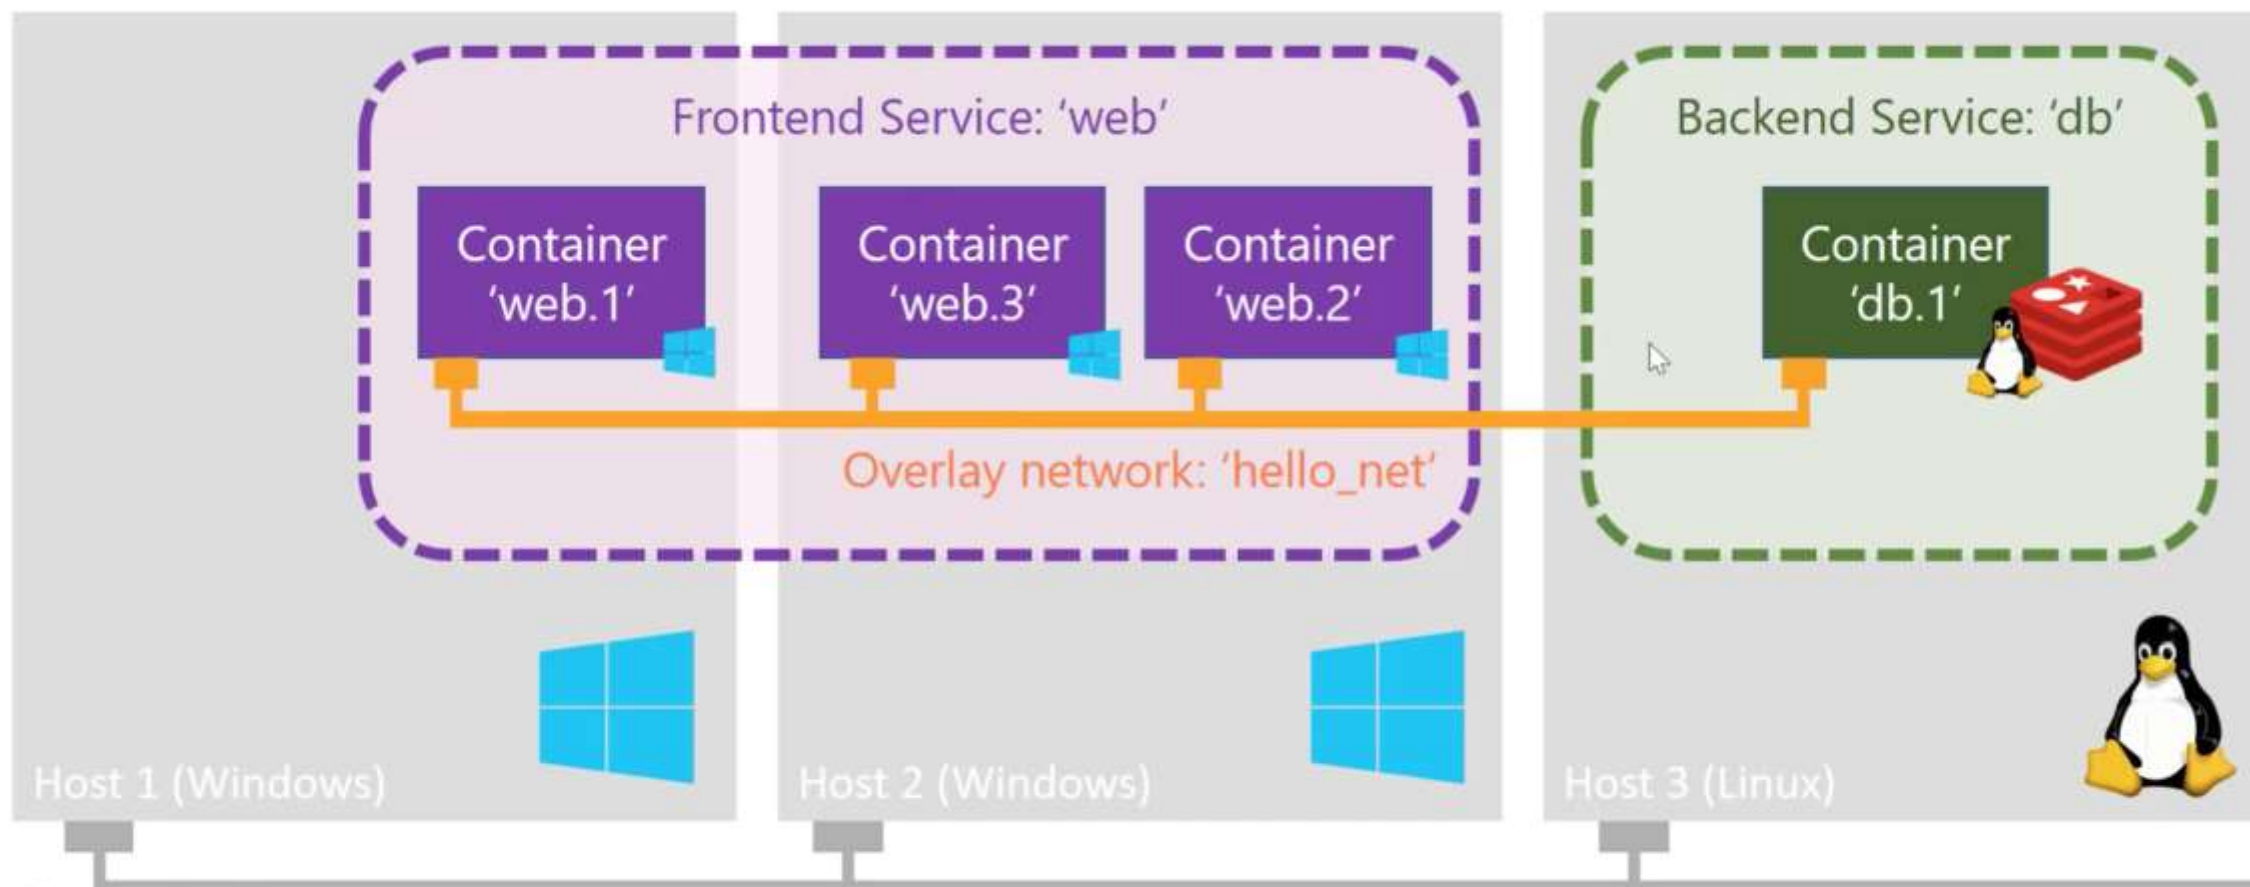 Frontend Service: ‘web’
Backend Service: ‘db’
Container
‘web.1’
Container
‘web.3’
Container
‘web.2’
Container
‘db.1’
Overlay network: ‘hello_net’
Host 1 (Windows)
Host 2 (Windows)
Host 3 (Linux)